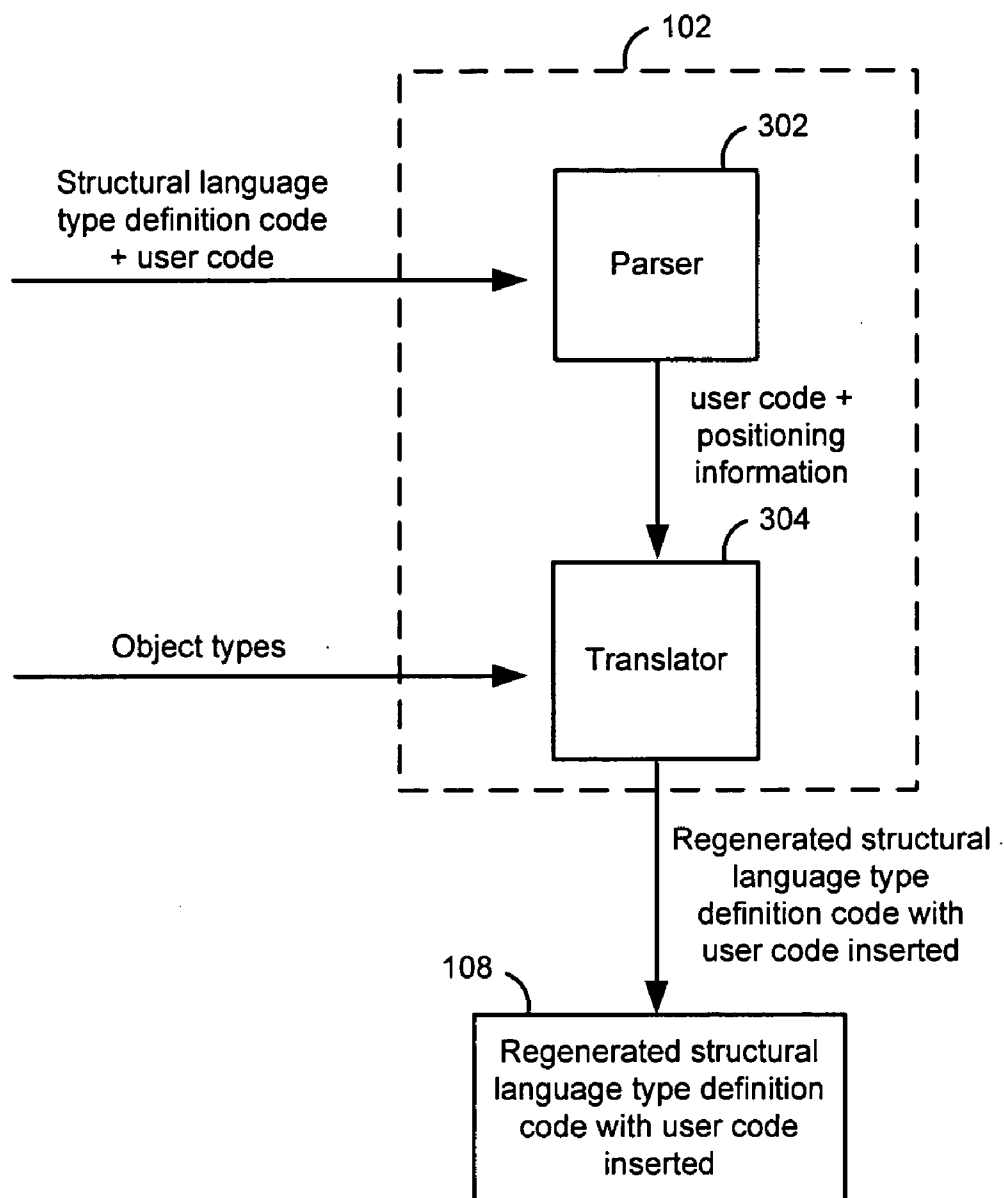 102
302
Structural language
type definition code
+ user code
Parser
user code +
positioning
information
304
Object types
Translator
Regenerated structural
language type
definition code with
user code inserted
108
Regenerated structural
language type definition
code with user code
inserted